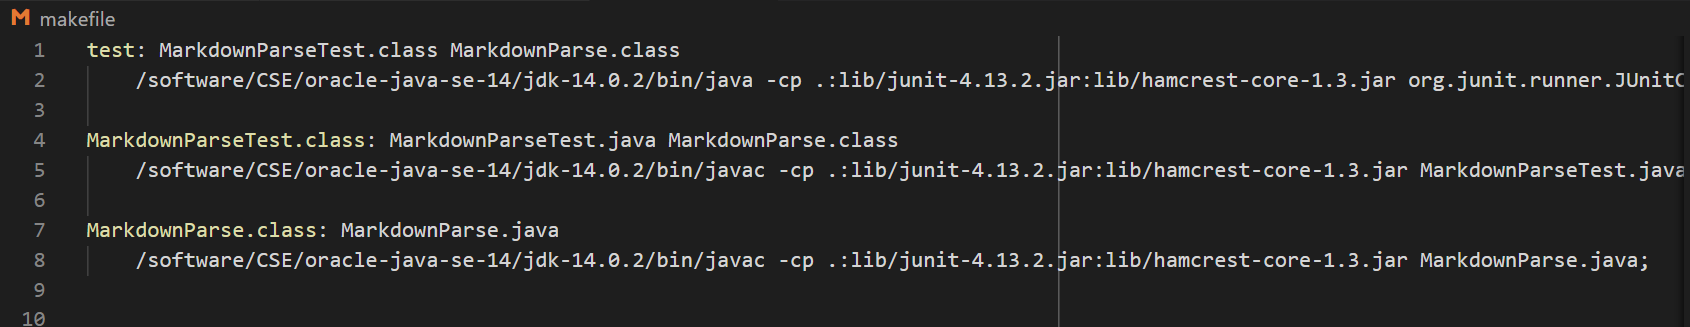 makefile
1 test: MarkdownParseTest.class MarkdownParse.class
2 /software/CSE/oracle-java-se-14/jdk-14.0.2/bin/java -cp .:lib/junit-4.13.2.jar:lib/hamcrest-core-1.3.jar org.junit.runner.JUnitC
3
4 MarkdownParseTest.class: MarkdownParseTest.java MarkdownParse.class
5 /software/CSE/oracle-java-se-14/jdk-14.0.2/bin/javac -cp .:lib/junit-4.13.2.jar:lib/hamcrest-core-1.3.jar MarkdownParseTest.java
6
7 MarkdownParse.class: MarkdownParse.java
8 /software/CSE/oracle-java-se-14/jdk-14.0.2/bin/javac -cp .:lib/junit-4.13.2.jar:lib/hamcrest-core-1.3.jar MarkdownParse.java;
9
10